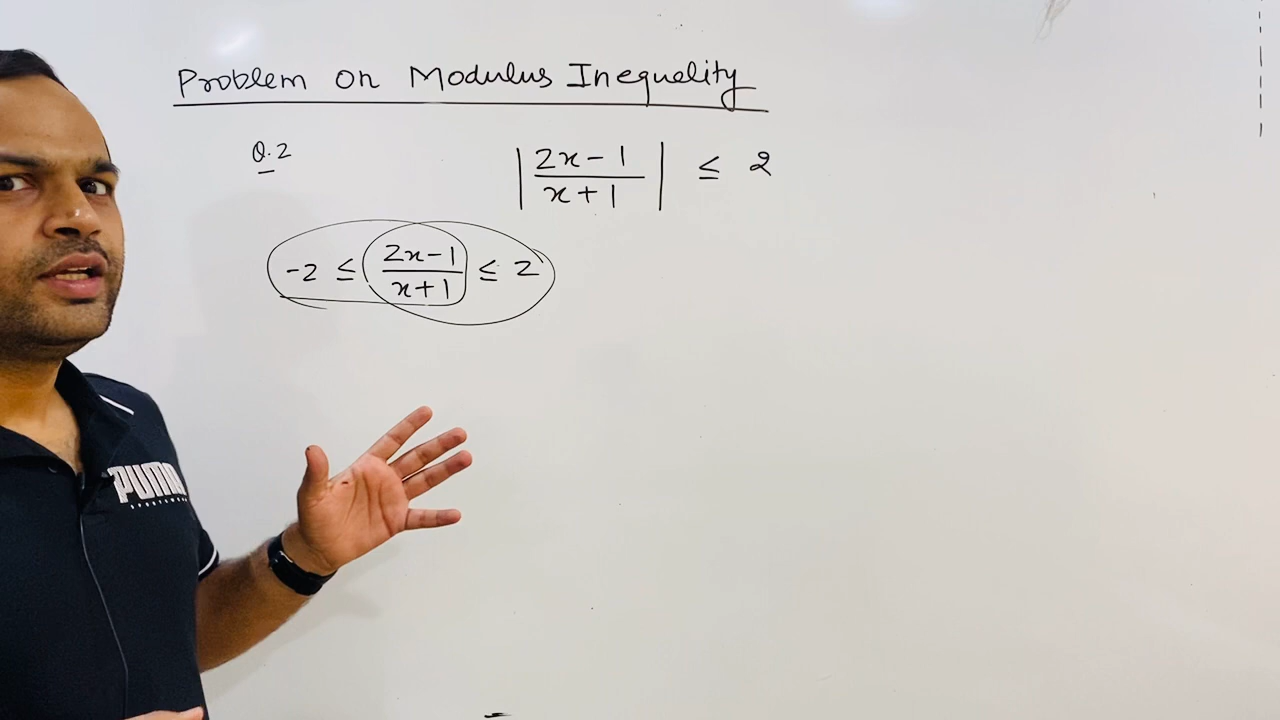 Problem on Modulus Inequality
Q.2
|2x-1/x+1| ≤ 2
-2 ≤ 2x-1/x+1 ≤ 2
PUMA